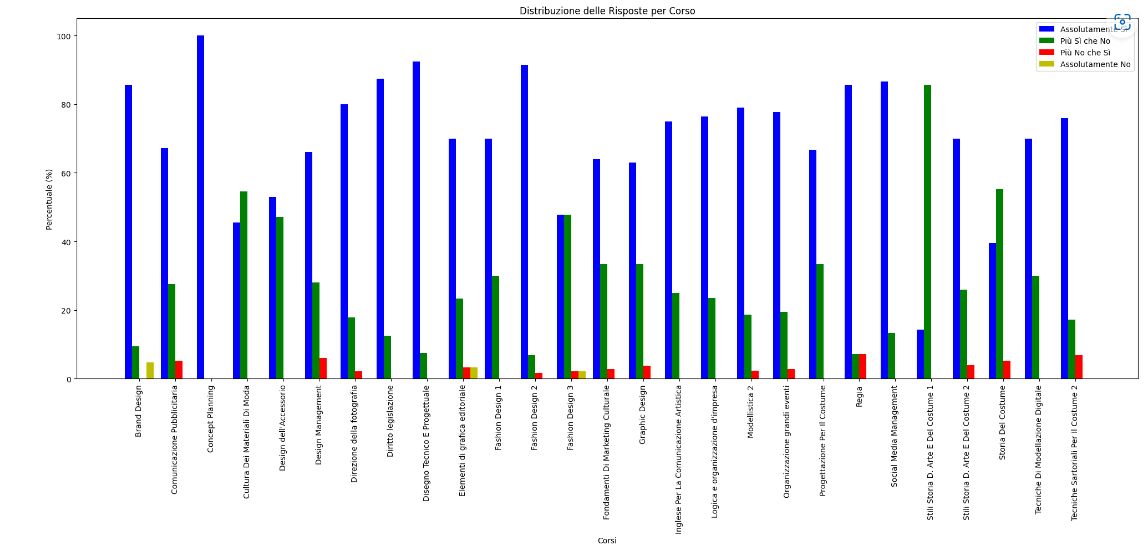 Distribuzione delle Risposte per Corso
Assolutamente Sì
Più Sì che No
Più No che Sì
Assolutamente No
Percentuale (%)
100
80
60
40
20
0
Brand Design
Comunicazione Pubblicitaria
Concept Planning
Cultura Dei Materiali Di Moda
Design dell'Accessorio
Design Management
Direzione della fotografia
Diritto legislazione
Disegno Tecnico E Progettuale
Elementi di grafica editoriale
Fashion Design 1
Fashion Design 2
Fashion Design 3
Fondamenti Di Marketing Culturale
Graphic Design
Inglese Per La Comunicazione Artistica
Logica e organizzazione d'impresa
Modellistica 2
Organizzazione grandi eventi
Progettazione Per Il Costume
Regia
Social Media Management
Stili Storia D. Arte E Del Costume 1
Stili Storia D. Arte E Del Costume 2
Storia Del Costume
Tecniche Di Modellazione Digitale
Tecniche Sartoriali Per Il Costume 2
Corsi